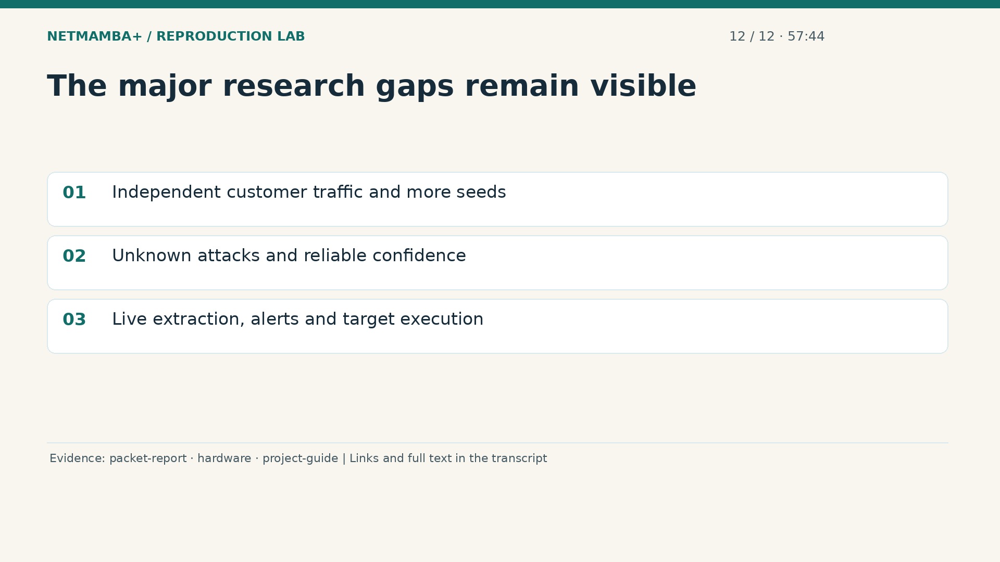 NETMAMBA+ / REPRODUCTION LAB
12 / 12 · 57:44
The major research gaps remain visible
01 Independent customer traffic and more seeds
02 Unknown attacks and reliable confidence
03 Live extraction, alerts and target execution
Evidence: packet-report · hardware · project-guide | Links and full text in the transcript